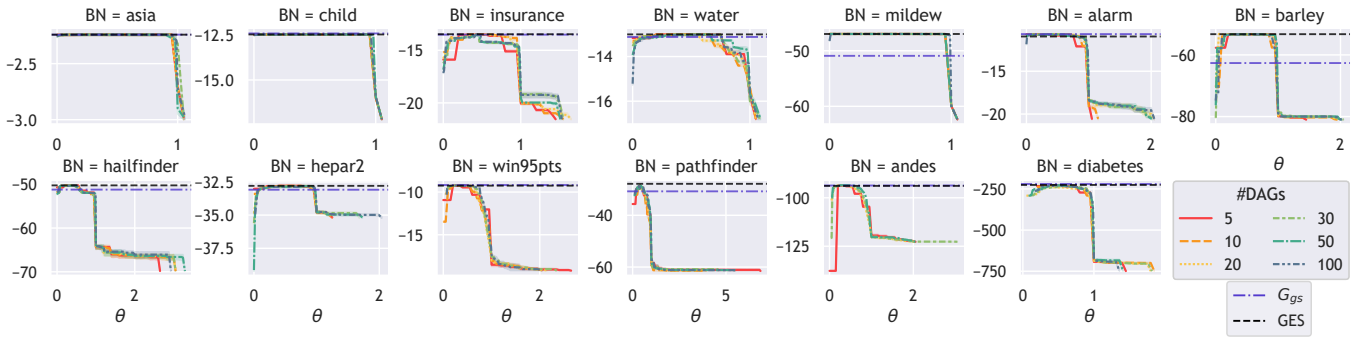 BN = asia
−2.5
−3.0
0
1
BN = child
−12.5
−15.0
0
1
BN = insurance
−15
−20
0
1
BN = water
−14
−16
0
1
BN = mildew
−50
−60
0
1
BN = alarm
−15
−20
0
1
2
BN = barley
−60
−80
0
2
θ
BN = hailfinder
−50
−60
−70
0
2
θ
BN = hepar2
−32.5
−35.0
−37.5
0
1
2
θ
BN = win95pts
−10
−15
0
2
θ
BN = pathfinder
−40
−60
0
5
θ
BN = andes
−100
−125
0
2
θ
BN = diabetes
−250
−500
−750
0
1
θ
#DAGs
5
30
10
50
20
100
G_gs
GES